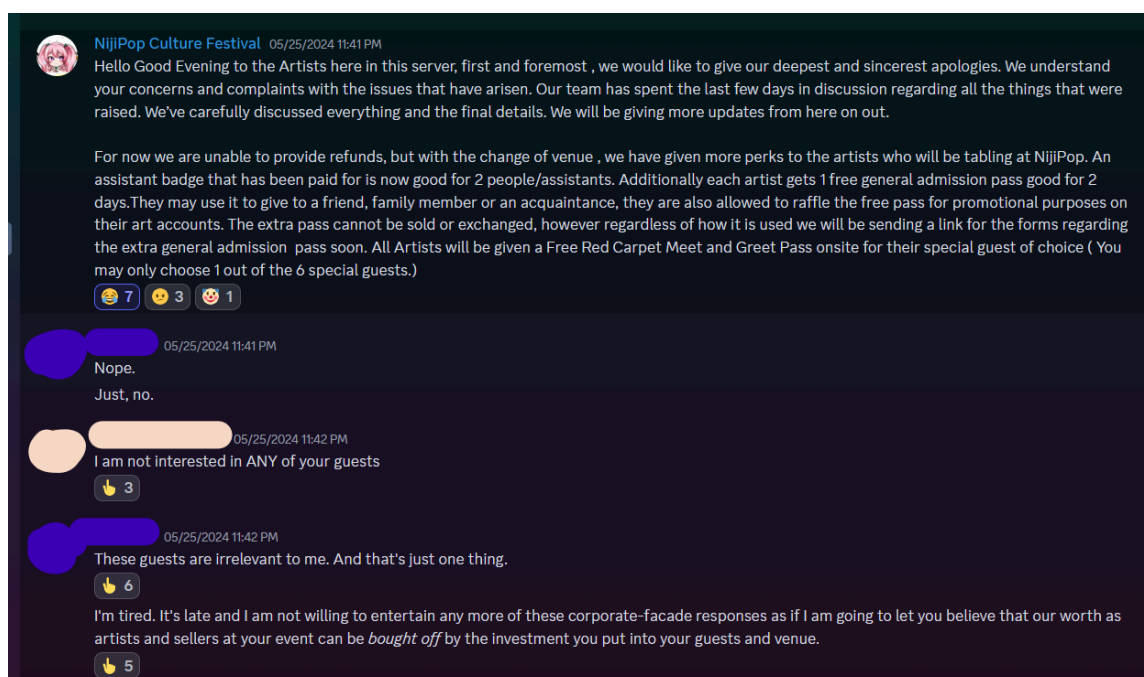 NijiPop Culture Festival 05/25/2024 11:41 PM
Hello Good Evening to the Artists here in this server, first and foremost , we would like to give our deepest and sincerest apologies. We understand
your concerns and complaints with the issues that have arisen. Our team has spent the last few days in discussion regarding all the things that were
raised. We've carefully discussed everything and the final details. We will be giving more updates from here on out.
For now we are unable to provide refunds, but with the change of venue , we have given more perks to the artists who will be tabling at NijiPop. An
assistant badge that has been paid for is now good for 2 people/assistants. Additionally each artist gets 1 free general admission pass good for 2
days.They may use it to give to a friend, family member or an acquaintance, they are also allowed to raffle the free pass for promotional purposes on
their art accounts. The extra pass cannot be sold or exchanged, however regardless of how it is used we will be sending a link for the forms regarding
the extra general admission  pass soon. All Artists will be given a Free Red Carpet Meet and Greet Pass onsite for their special guest of choice ( You
may only choose 1 out of the 6 special guests.)
7 3 1
05/25/2024 11:41 PM
Nope.
Just, no.
05/25/2024 11:42 PM
I am not interested in ANY of your guests
3
05/25/2024 11:42 PM
These guests are irrelevant to me. And that's just one thing.
6
I'm tired. It's late and I am not willing to entertain any more of these corporate-facade responses as if I am going to let you believe that our worth as
artists and sellers at your event can be bought off by the investment you put into your guests and venue.
5